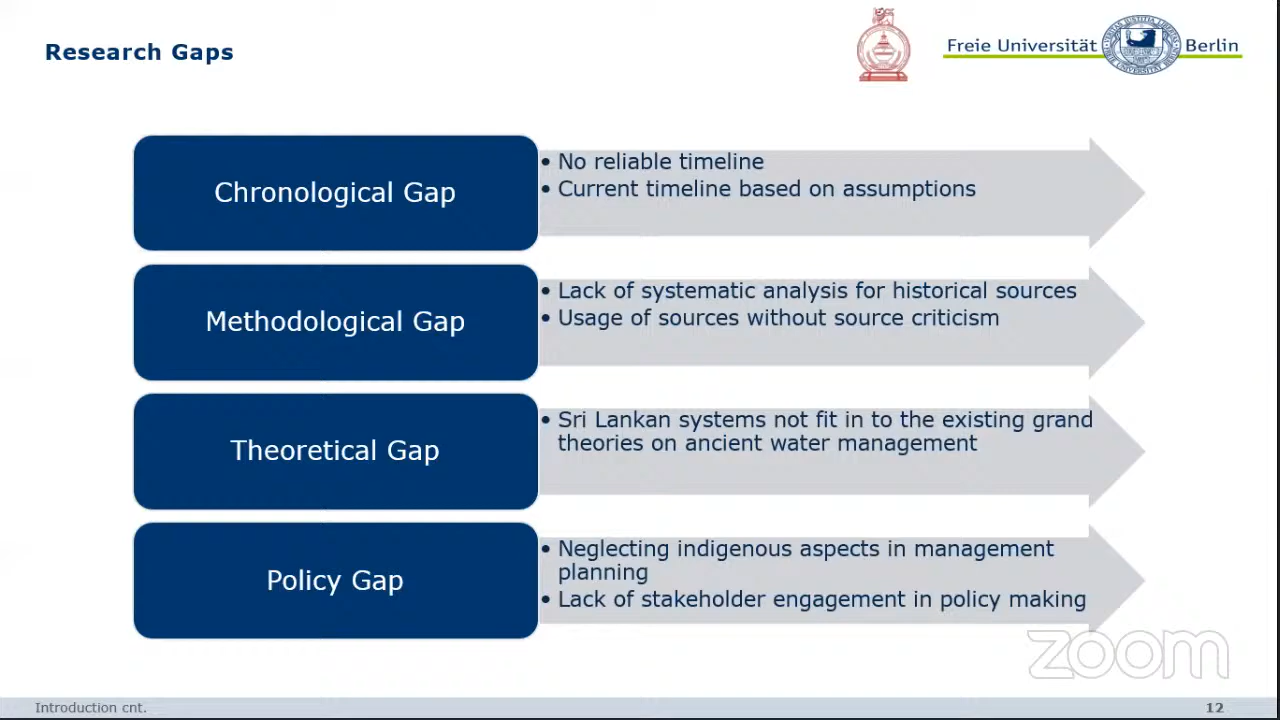 Research Gaps
Freie Universität Berlin
Chronological Gap
• No reliable timeline
• Current timeline based on assumptions
Methodological Gap
• Lack of systematic analysis for historical sources
• Usage of sources without source criticism
Theoretical Gap
• Sri Lankan systems not fit in to the existing grand
theories on ancient water management
Policy Gap
• Neglecting indigenous aspects in management
planning
• Lack of stakeholder engagement in policy making
zoom
Introduction cnt.
12